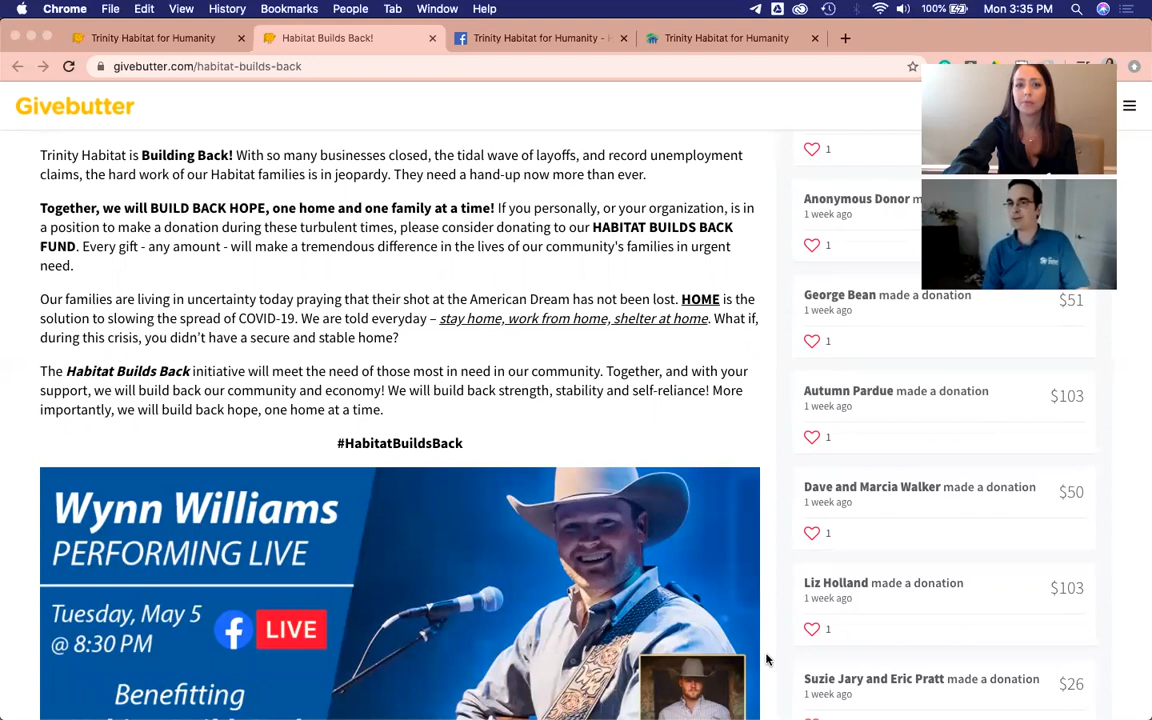 Chrome File Edit View History Bookmarks People Tab Window Help 100% Mon 3:35 PM
Trinity Habitat for Humanity Habitat Builds Back! Trinity Habitat for Humanity - Trinity Habitat for Humanity
givebutter.com/habitat-builds-back
Givebutter
Trinity Habitat is Building Back! With so many businesses closed, the tidal wave of layoffs, and record unemployment
claims, the hard work of our Habitat families is in jeopardy. They need a hand-up now more than ever.
Together, we will BUILD BACK HOPE, one home and one family at a time! If you personally, or your organization, is in
a position to make a donation during these turbulent times, please consider donating to our HABITAT BUILDS BACK
FUND. Every gift - any amount - will make a tremendous difference in the lives of our community's families in urgent
need.
Our families are living in uncertainty today praying that their shot at the American Dream has not been lost. HOME is the
solution to slowing the spread of COVID-19. We are told everyday – stay home, work from home, shelter at home. What if,
during this crisis, you didn't have a secure and stable home?
The Habitat Builds Back initiative will meet the need of those most in need in our community. Together, and with your
support, we will build back our community and economy! We will build back strength, stability and self-reliance! More
importantly, we will build back hope, one home at a time.
#HabitatBuildsBack
Wynn Williams
PERFORMING LIVE
Tuesday, May 5
@ 8:30 PM
f LIVE
Benefitting
1
Anonymous Donor
1 week ago
1
George Bean made a donation $51
1 week ago
1
Autumn Pardue made a donation $103
1 week ago
1
Dave and Marcia Walker made a donation $50
1 week ago
1
Liz Holland made a donation $103
1 week ago
1
Suzie Jary and Eric Pratt made a donation $26
1 week ago